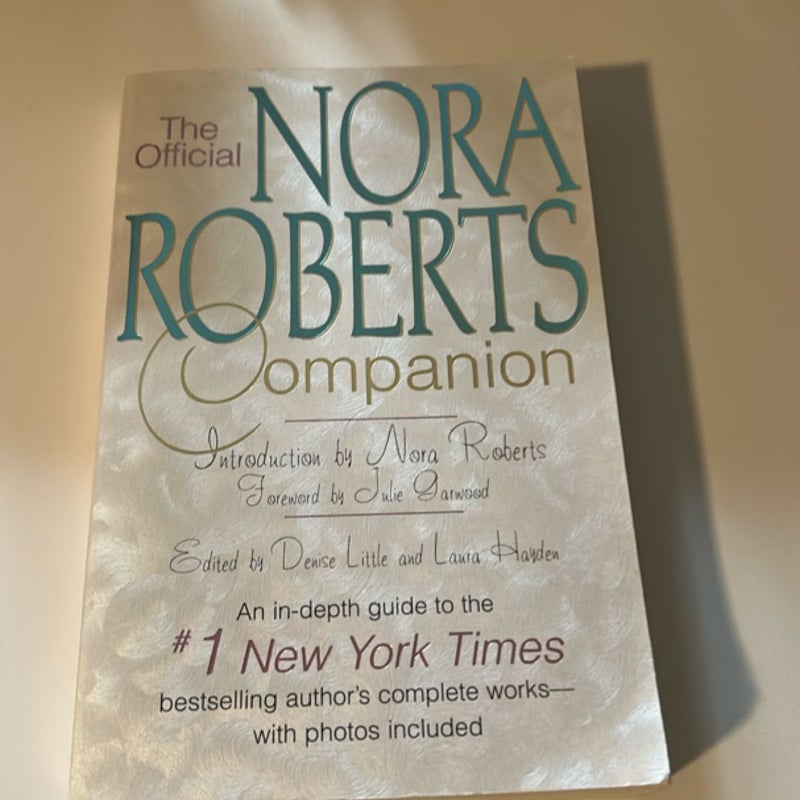 The
Official
NORA
ROBERTS
Companion
Introduction by Nora Roberts
Foreword by Julie Garwood
Edited by Denise Little and Laura Hayden
An in-depth guide to the
#1 New York Times
bestselling author's complete works—
with photos included